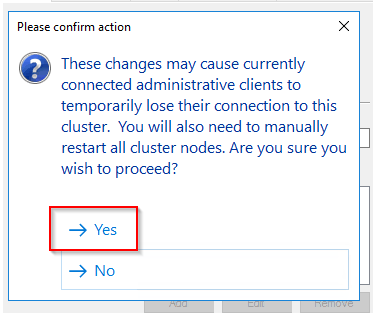 Please confirm action
These changes may cause currently
connected administrative clients to
temporarily lose their connection to this
cluster.  You will also need to manually
restart all cluster nodes. Are you sure you
wish to proceed?
Yes
No
Add Edit Remove